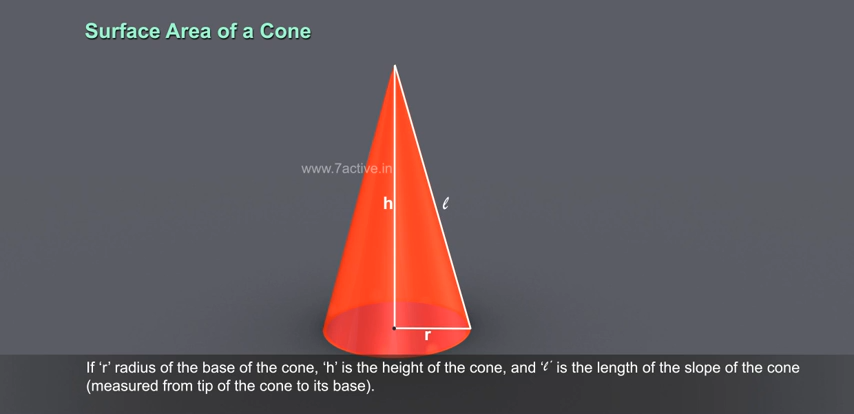 Surface Area of a Cone
www.7active.in
h
ℓ
r
If ‘r’ radius of the base of the cone, ‘h’ is the height of the cone, and ‘ℓ´ is the length of the slope of the cone
(measured from tip of the cone to its base).